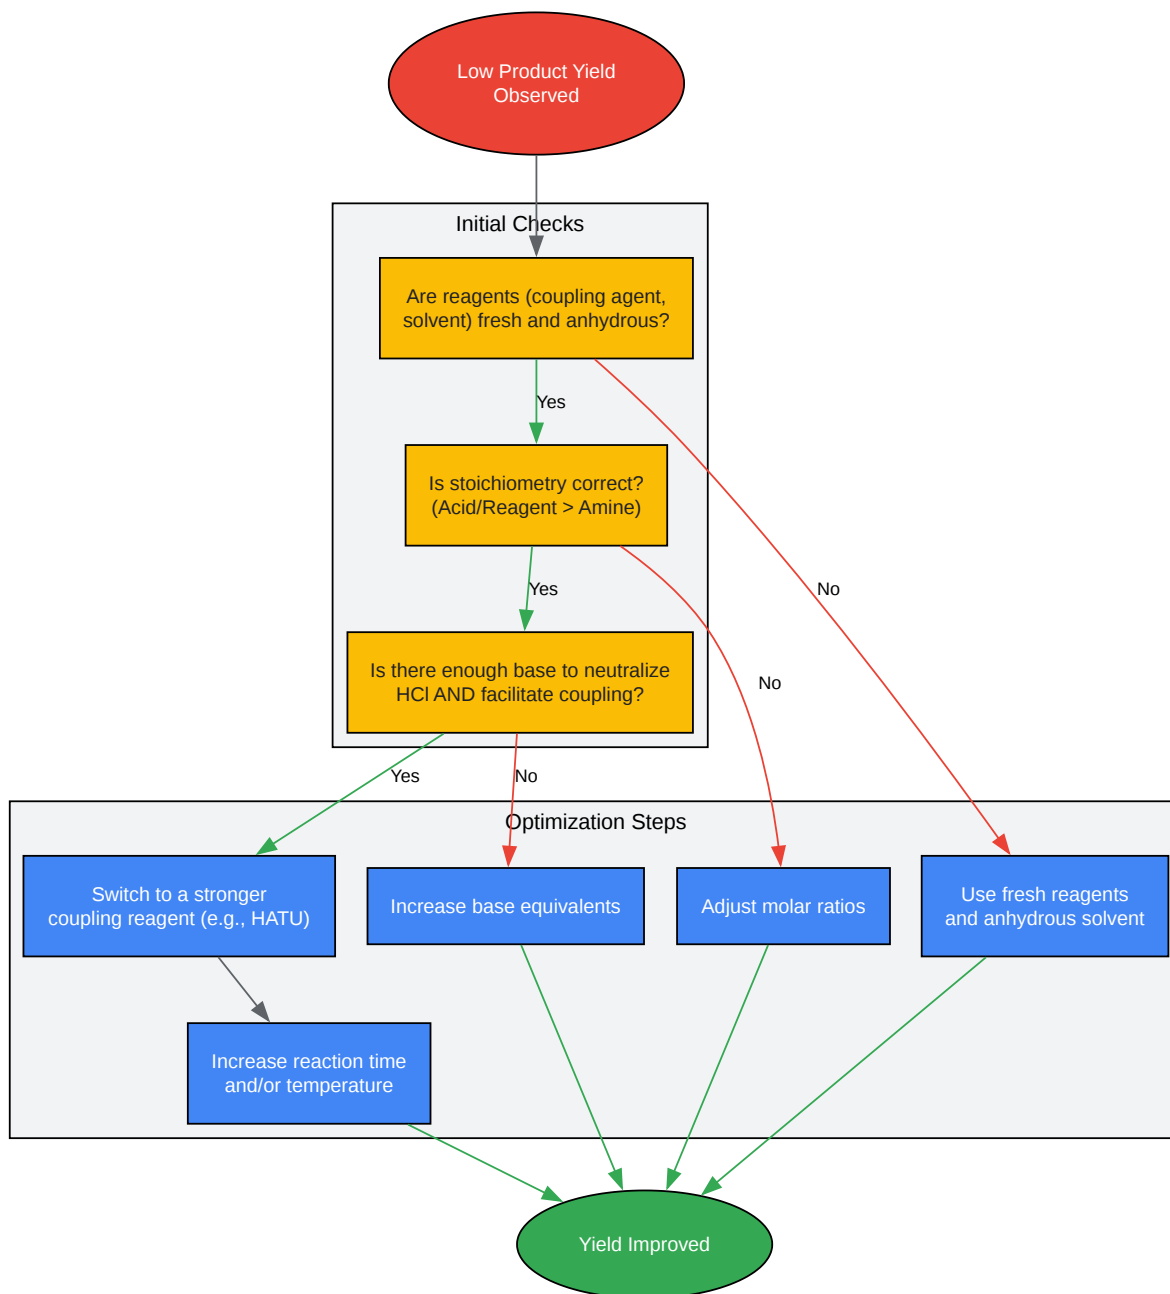 Low Product Yield
Observed
Initial Checks
Are reagents (coupling agent,
solvent) fresh and anhydrous?
Yes
Is stoichiometry correct?
(Acid/Reagent > Amine)
Yes
No
Is there enough base to neutralize
HCl AND facilitate coupling?
No
Yes
No
Optimization Steps
Switch to a stronger
coupling reagent (e.g., HATU)
Increase base equivalents
Adjust molar ratios
Use fresh reagents
and anhydrous solvent
Increase reaction time
and/or temperature
Yield Improved